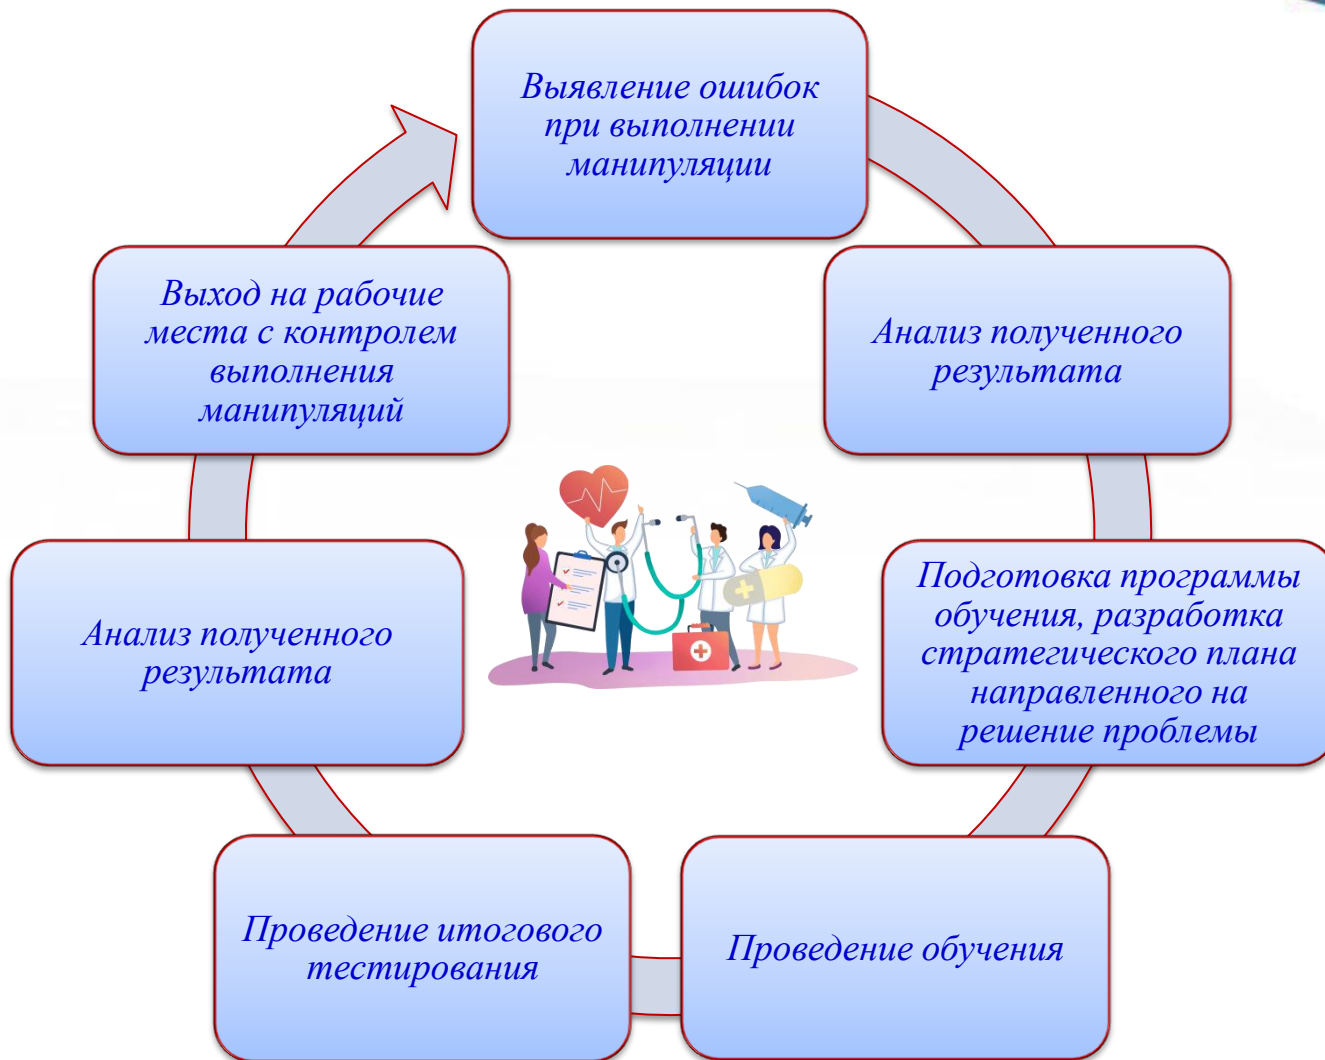 Выявление ошибок
при выполнении
манипуляции
Анализ полученного
результата
Подготовка программы
обучения, разработка
стратегического плана
направленного на
решение проблемы
Проведение обучения
Проведение итогового
тестирования
Анализ полученного
результата
Выход на рабочие
места с контролем
выполнения
манипуляций